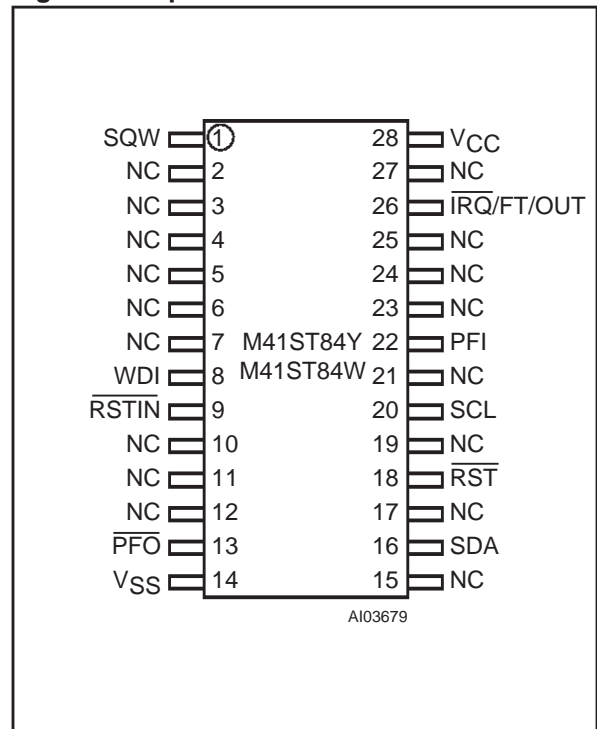 SQW 1 28 VCC
NC 2 27 NC
NC 3 26 IRQ/FT/OUT
NC 4 25 NC
NC 5 24 NC
NC 6 23 NC
NC 7 M41ST84Y 22 PFI
WDI 8 M41ST84W 21 NC
RSTIN 9 20 SCL
NC 10 19 NC
NC 11 18 RST
NC 12 17 NC
PFO 13 16 SDA
VSS 14 15 NC
AI03679